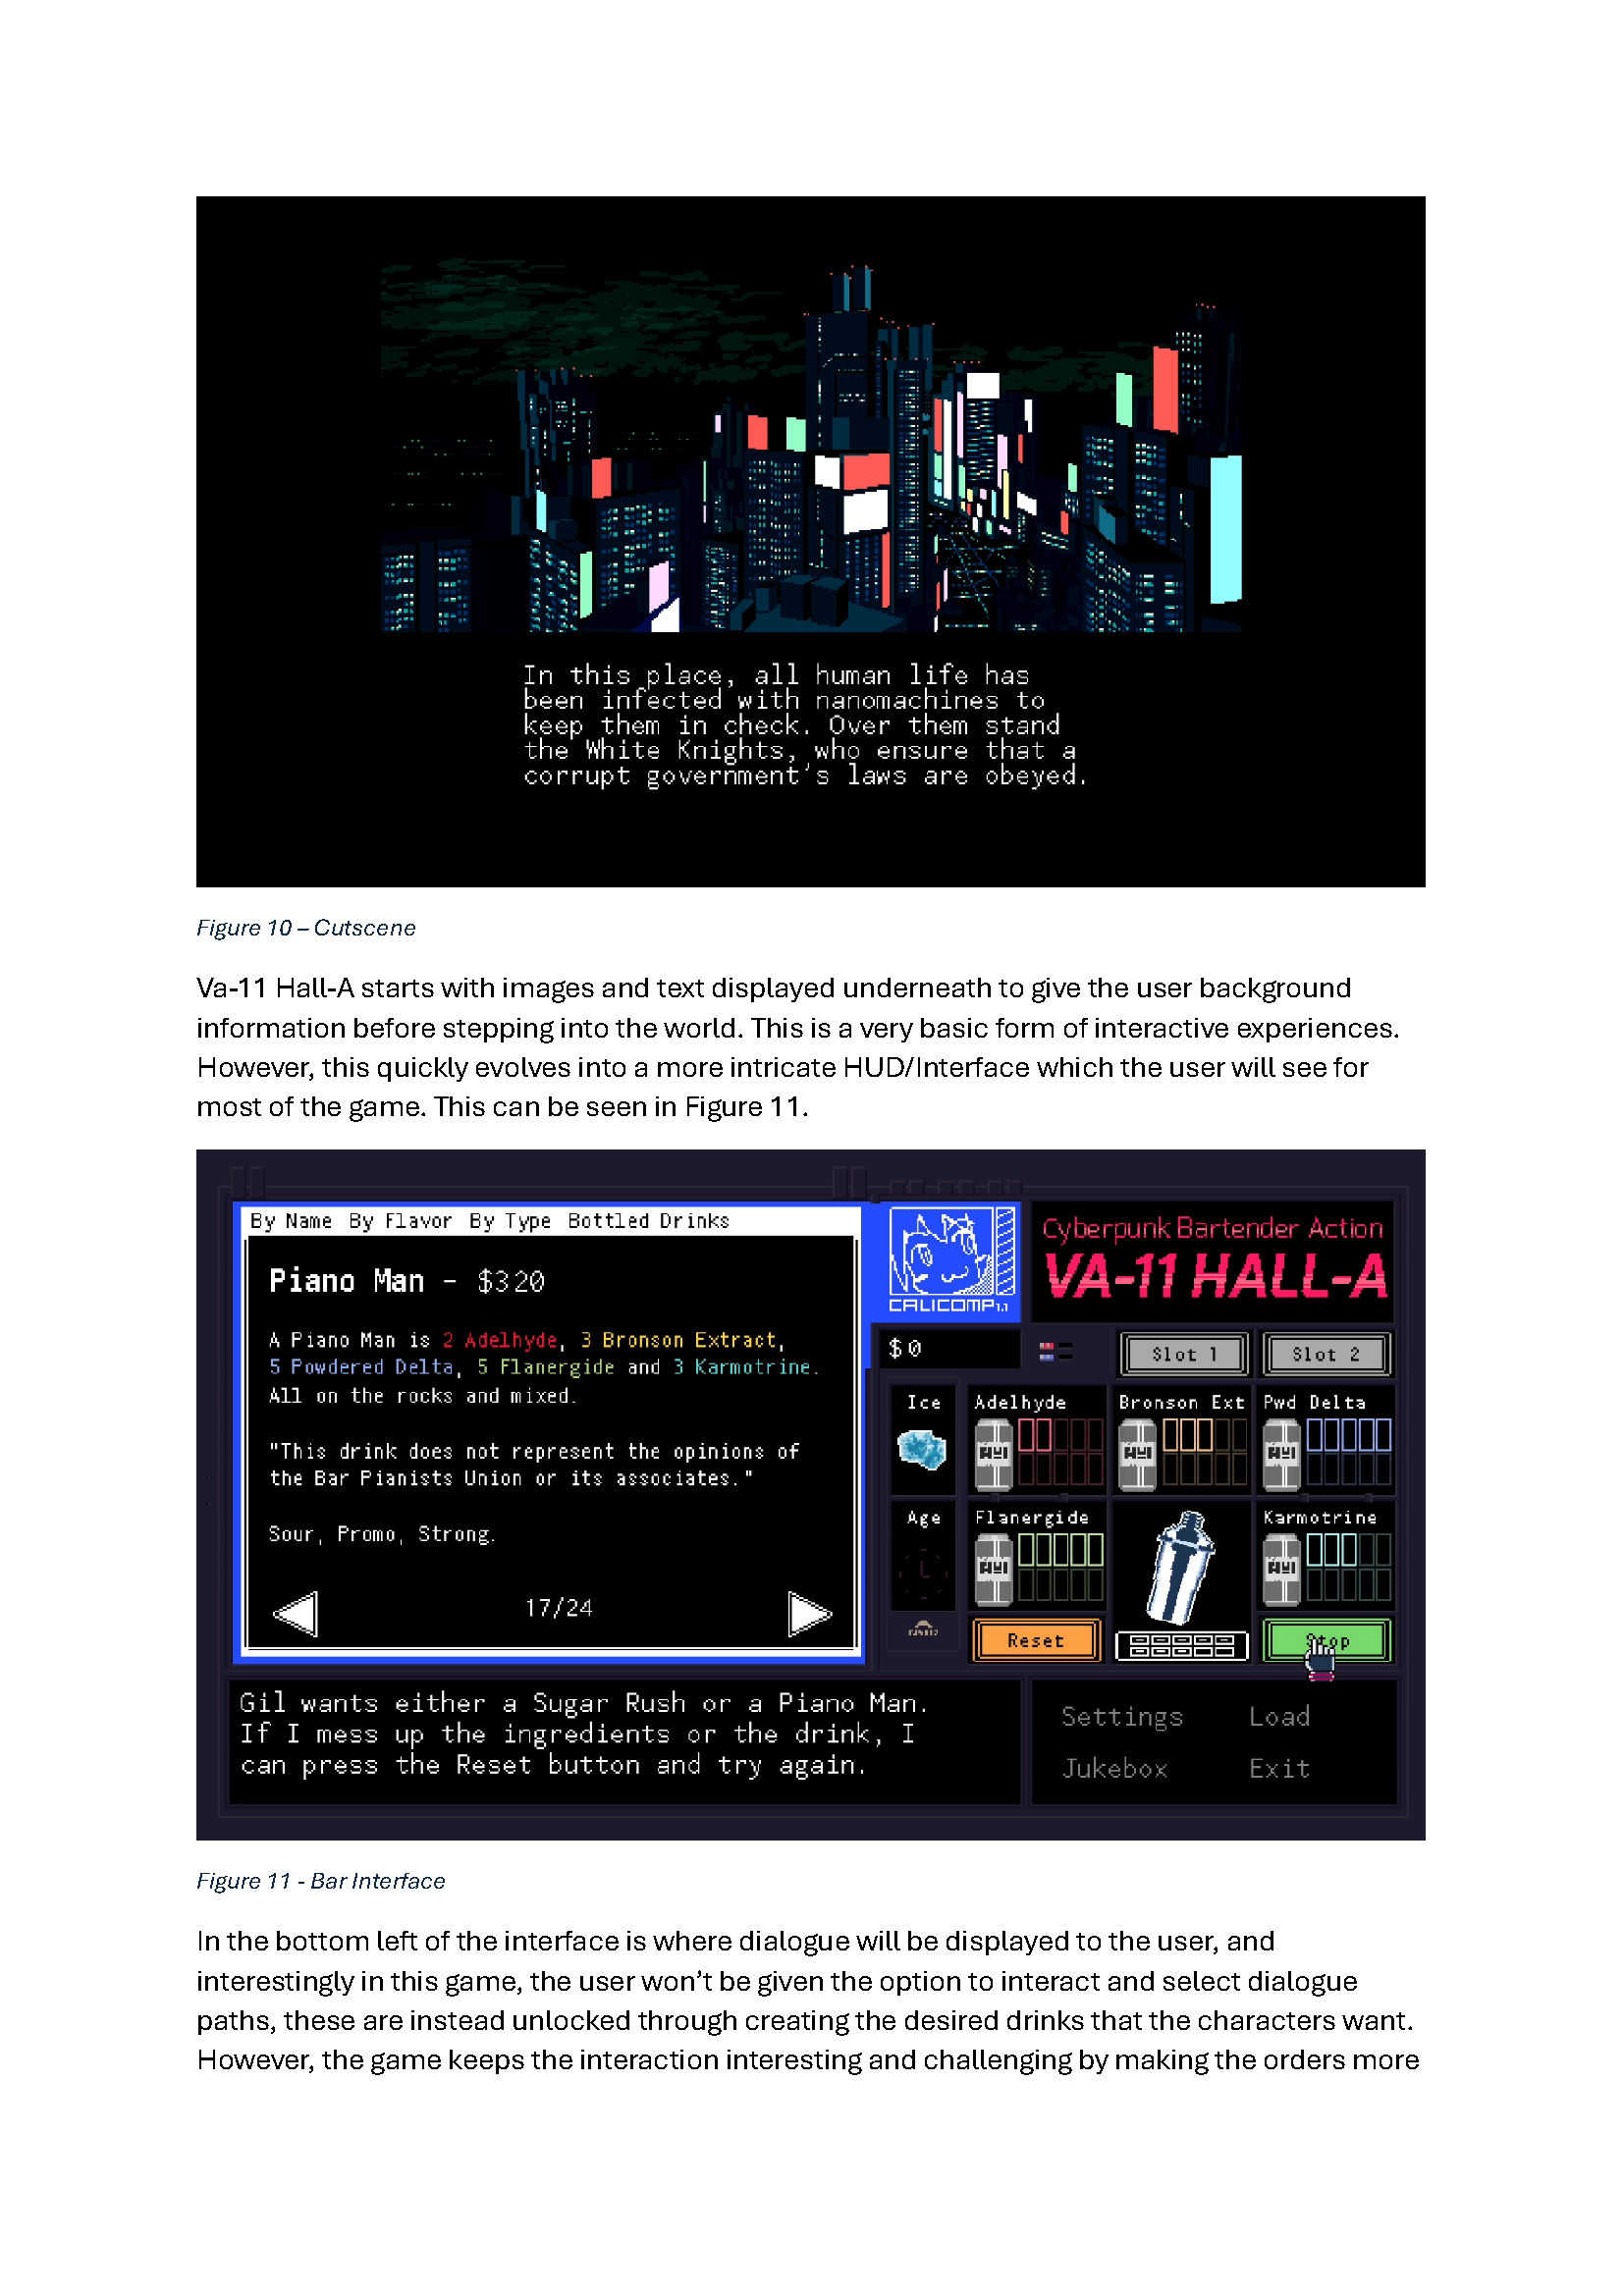 In this place, all human life has
been infected with nanomachines to
keep them in check. Over them stand
the White Knights, who ensure that a
corrupt government's laws are obeyed.
Figure 10 – Cutscene
Va-11 Hall-A starts with images and text displayed underneath to give the user background
information before stepping into the world. This is a very basic form of interactive experiences.
However, this quickly evolves into a more intricate HUD/Interface which the user will see for
most of the game. This can be seen in Figure 11.
By Name By Flavor By Type Bottled Drinks
Piano Man - $320
A Piano Man is 2 Adelhyde, 3 Bronson Extract,
5 Powdered Delta, 5 Flanergide and 3 Karmotrine.
All on the rocks and mixed.
"This drink does not represent the opinions of
the Bar Pianists Union or its associates."
Sour, Promo, Strong.
17/24
CALICOMP 1.1
Cyberpunk Bartender Action
VA-11 HALL-A
$0
Slot 1
Slot 2
Ice
Adelhyde
Bronson Ext
Pwd Delta
Age
Flanergide
Karmotrine
Reset
Stop
Gil wants either a Sugar Rush or a Piano Man.
If I mess up the ingredients or the drink, I
can press the Reset button and try again.
Settings
Load
Jukebox
Exit
Figure 11 - Bar Interface
In the bottom left of the interface is where dialogue will be displayed to the user, and
interestingly in this game, the user won't be given the option to interact and select dialogue
paths, these are instead unlocked through creating the desired drinks that the characters want.
However, the game keeps the interaction interesting and challenging by making the orders more